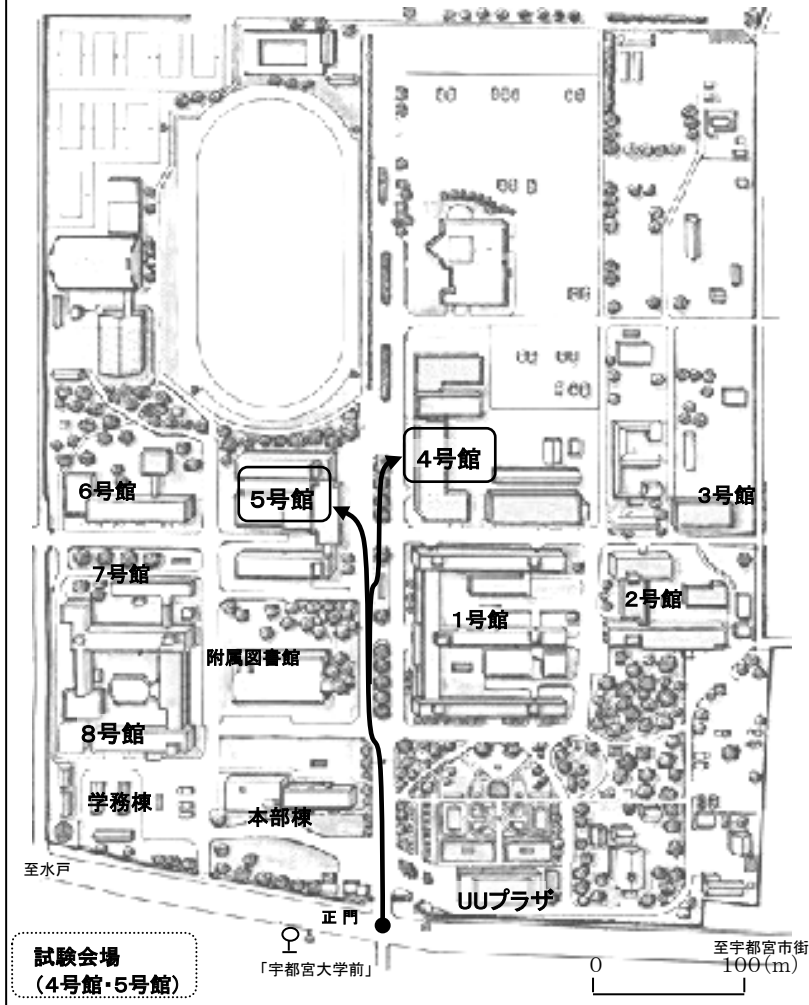 4号館
6号館
5号館
3号館
7号館
2号館
1号館
附属図書館
8号館
学務棟
本部棟
至水戸
UUプラザ
正門
「宇都宮大学前」
試験会場
(4号館・5号館)
至宇都宮市街
0
100(m)